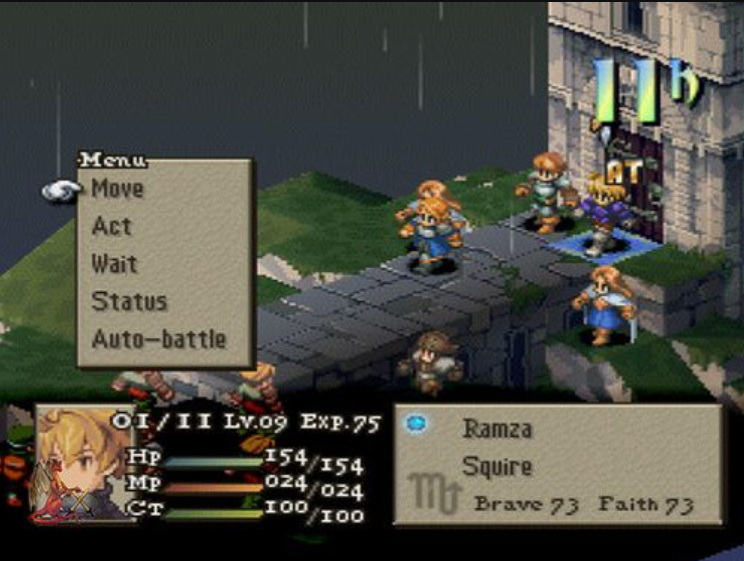 11h
AT
Menu
Move
Act
Wait
Status
Auto-battle
01/11 Lv.09 Exp.75
Hp 154/154
Mp 024/024
CT 100/100
Ramza
Squire
Brave 73 Faith 73